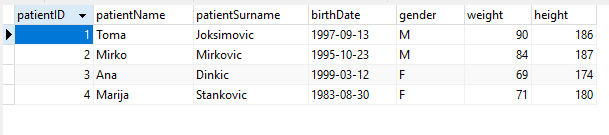 patientID patientName patientSurname birthDate gender weight height
1 Toma Joksimovic 1997-09-13 M 90 186
2 Mirko Mirkovic 1995-10-23 M 84 187
3 Ana Dinkic 1999-03-12 F 69 174
4 Marija Stankovic 1983-08-30 F 71 180